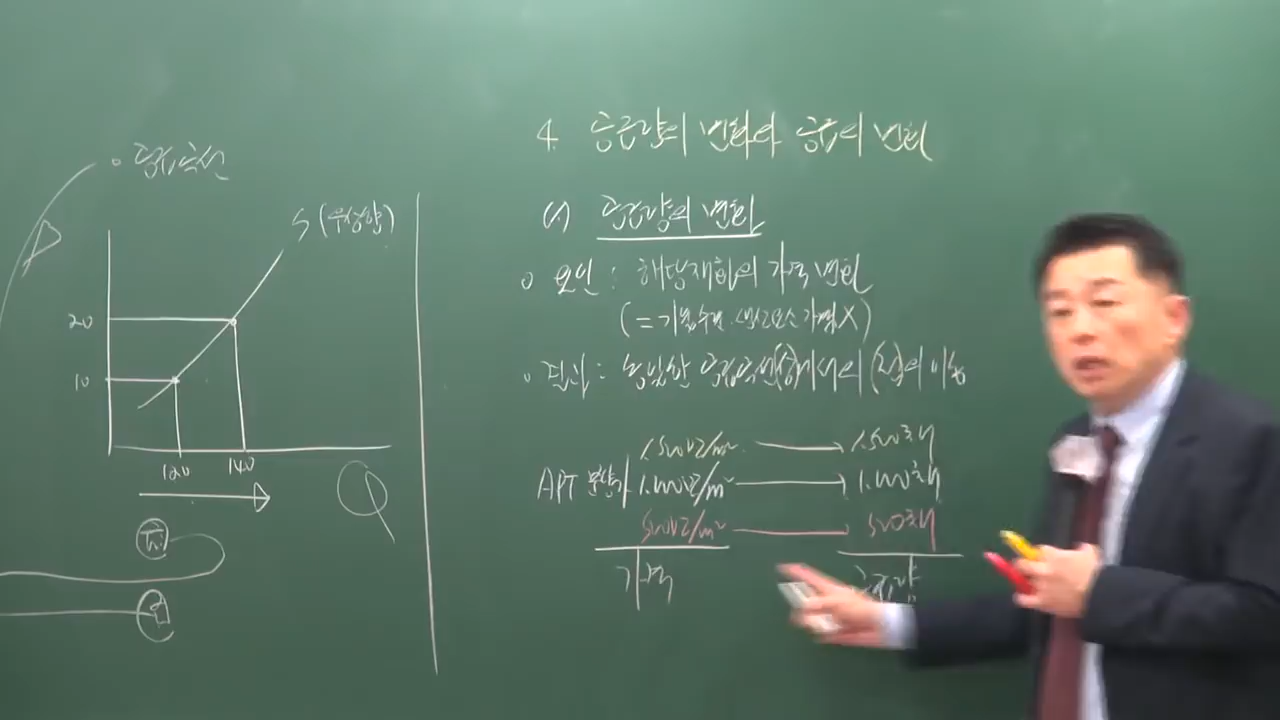 공급곡선
S (우상향)
P
20
10
120 140
Q
4. 공급량의 변화와 공급의 변화
(1) 공급량의 변화
요인 : 해당재화의 가격변화
(= 기술수준, 생산요소가격 X)
표시 : 동일한 공급곡선(상)에서의 (점)의 이동
1,500만/m² → 1,500호
APT 분양가 1,000만/m² → 1,000호
500만/m² 500호
가격 공급량